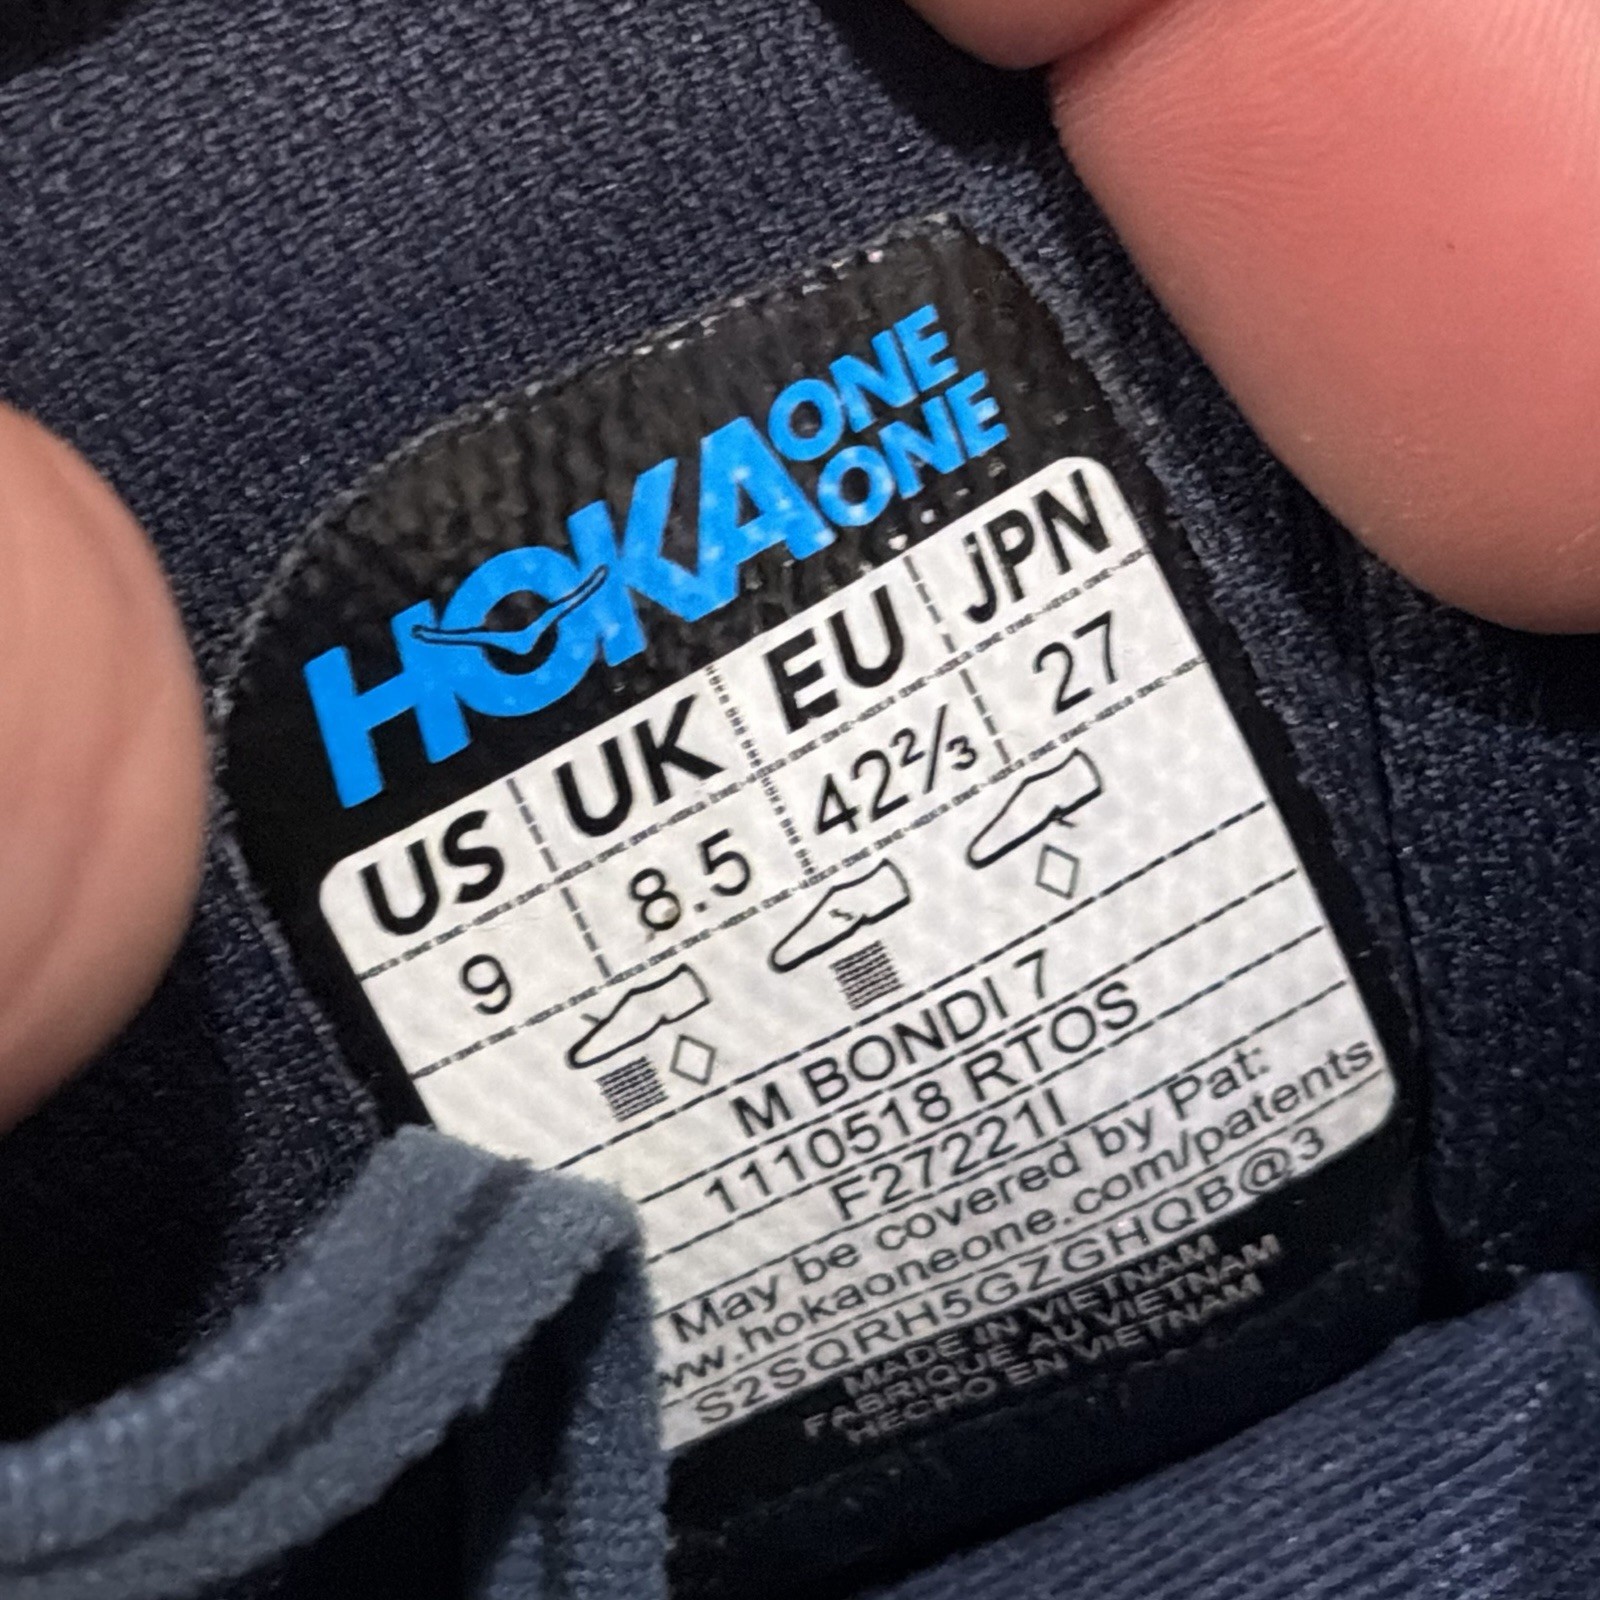 HOKA ONE ONE
US UK EU JPN
9 8.5 42⅔ 27
M BONDI 7
1110518 RTOS
F27221I
May be covered by Pat:
www.hokaoneone.com/patents
S2SQRH5GZGHQB@3
MADE IN VIETNAM
FABRIQUE AU VIETNAM
HECHO EN VIETNAM